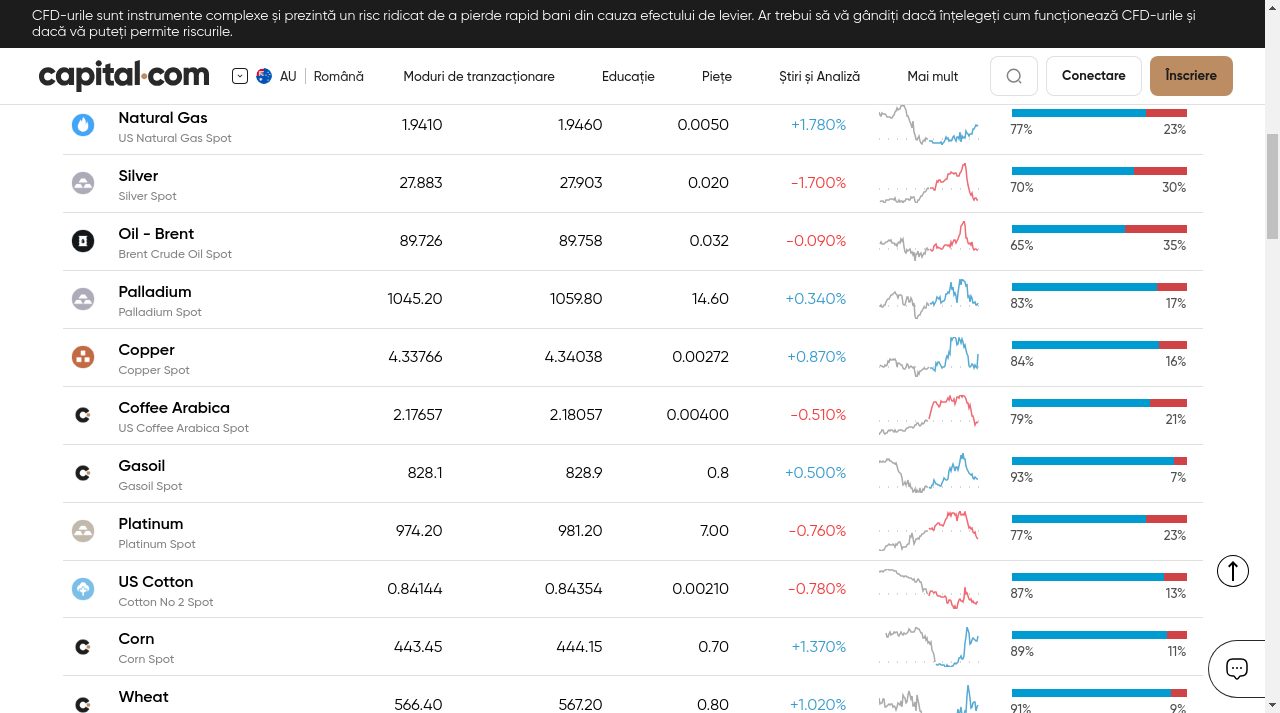 CFD-urile sunt instrumente complexe și prezintă un risc ridicat de a pierde rapid bani din cauza efectului de levier. Ar trebui să vă gândiți dacă înțelegeți cum funcționează CFD-urile și
dacă vă puteți permite riscurile.
capital.com AU Română Moduri de tranzacționare Educație Piețe Știri și Analiză Mai mult Conectare Înscriere
Natural Gas 1.9410 1.9460 0.0050 +1.780%
US Natural Gas Spot 77% 23%
Silver 27.883 27.903 0.020 -1.700%
Silver Spot 70% 30%
Oil - Brent 89.726 89.758 0.032 -0.090%
Brent Crude Oil Spot 65% 35%
Palladium 1045.20 1059.80 14.60 +0.340%
Palladium Spot 83% 17%
Copper 4.33766 4.34038 0.00272 +0.870%
Copper Spot 84% 16%
Coffee Arabica 2.17657 2.18057 0.00400 -0.510%
US Coffee Arabica Spot 79% 21%
Gasoil 828.1 828.9 0.8 +0.500%
Gasoil Spot 93% 7%
Platinum 974.20 981.20 7.00 -0.760%
Platinum Spot 77% 23%
US Cotton 0.84144 0.84354 0.00210 -0.780%
Cotton No 2 Spot 87% 13%
Corn 443.45 444.15 0.70 +1.370%
Corn Spot 89% 11%
Wheat 566.40 567.20 0.80 +1.020%
91% 9%